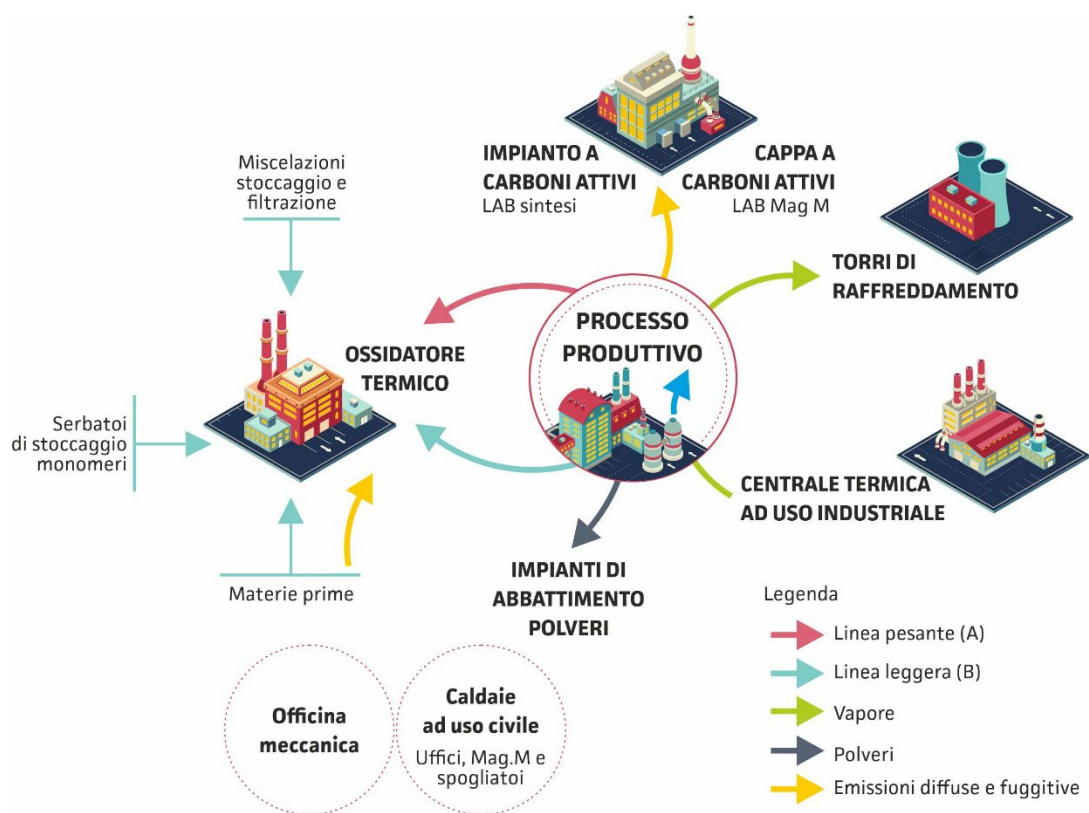 IMPIANTO A
CARBONI ATTIVI
LAB sintesi
CAPPA A
CARBONI ATTIVI
LAB Mag M
Miscelazioni
stoccaggio e
filtrazione
TORRI DI
RAFFREDDAMENTO
PROCESSO
PRODUTTIVO
OSSIDATORE
TERMICO
Serbatoi
di stoccaggio
monomeri
CENTRALE TERMICA
AD USO INDUSTRIALE
IMPIANTI DI
ABBATTIMENTO
POLVERI
Materie prime
Officina
meccanica
Caldaie
ad uso civile
Uffici, Mag.M e
spogliatoi
Legenda
Linea pesante (A)
Linea leggera (B)
Vapore
Polveri
Emissioni diffuse e fuggitive